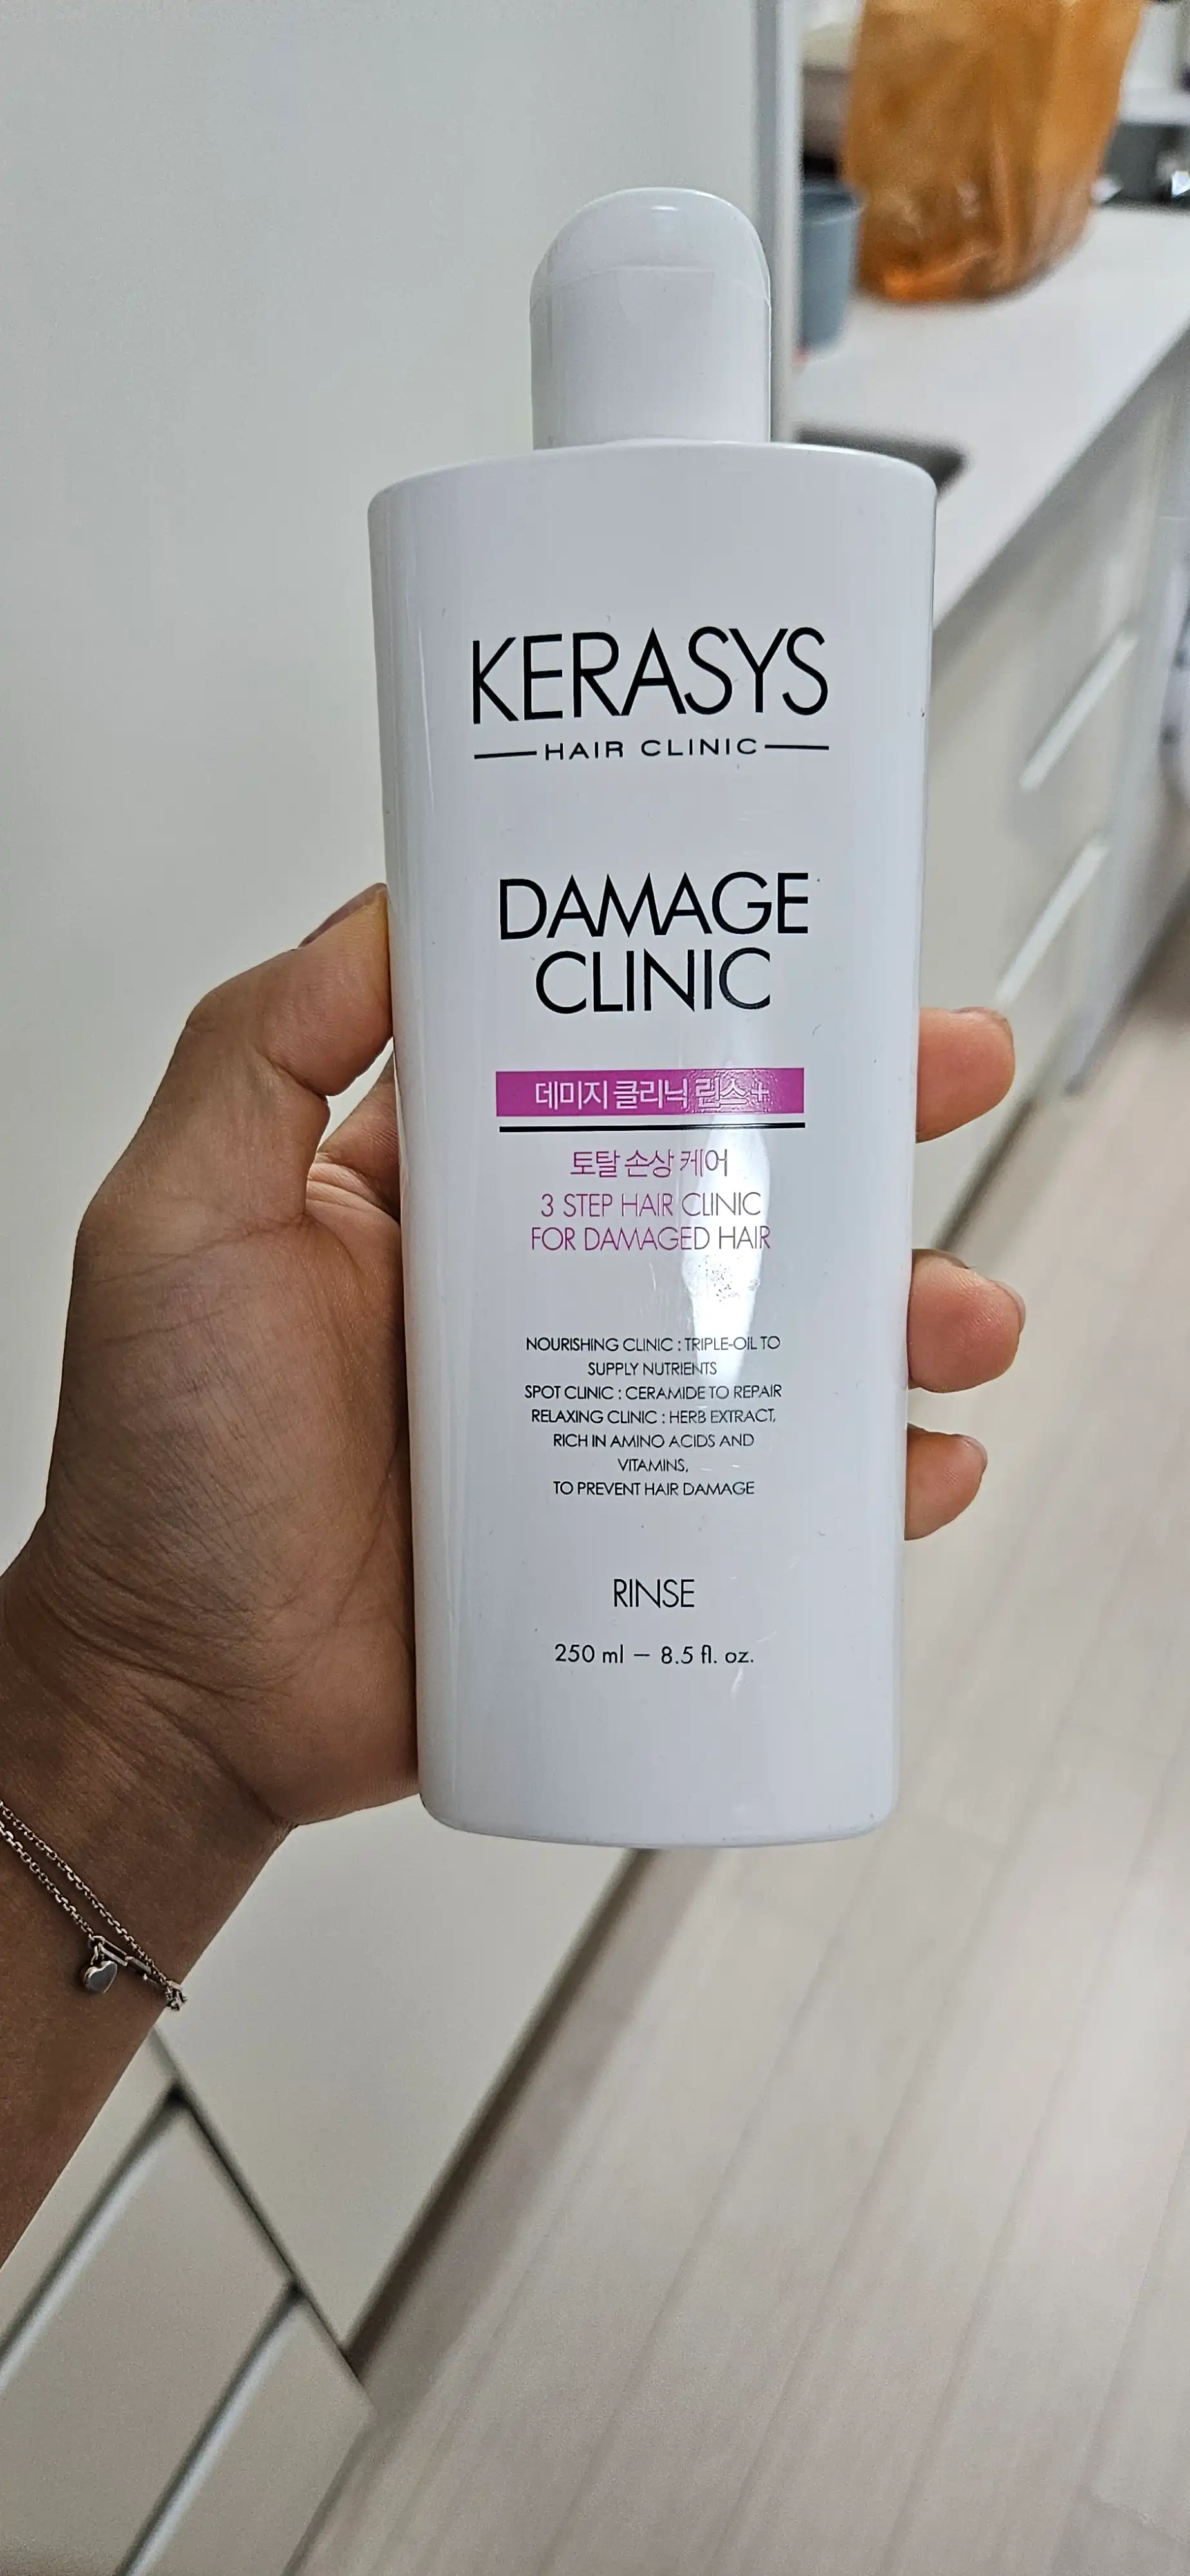 KERASYS
HAIR CLINIC
DAMAGE
CLINIC
데미지 클리닉 린스+
토탈 손상 케어
3 STEP HAIR CLINIC
FOR DAMAGED HAIR
NOURISHING CLINIC : TRIPLE-OIL TO
SUPPLY NUTRIENTS
SPOT CLINIC : CERAMIDE TO REPAIR
RELAXING CLINIC : HERB EXTRACT,
RICH IN AMINO ACIDS AND
VITAMINS,
TO PREVENT HAIR DAMAGE
RINSE
250 ml – 8.5 fl. oz.